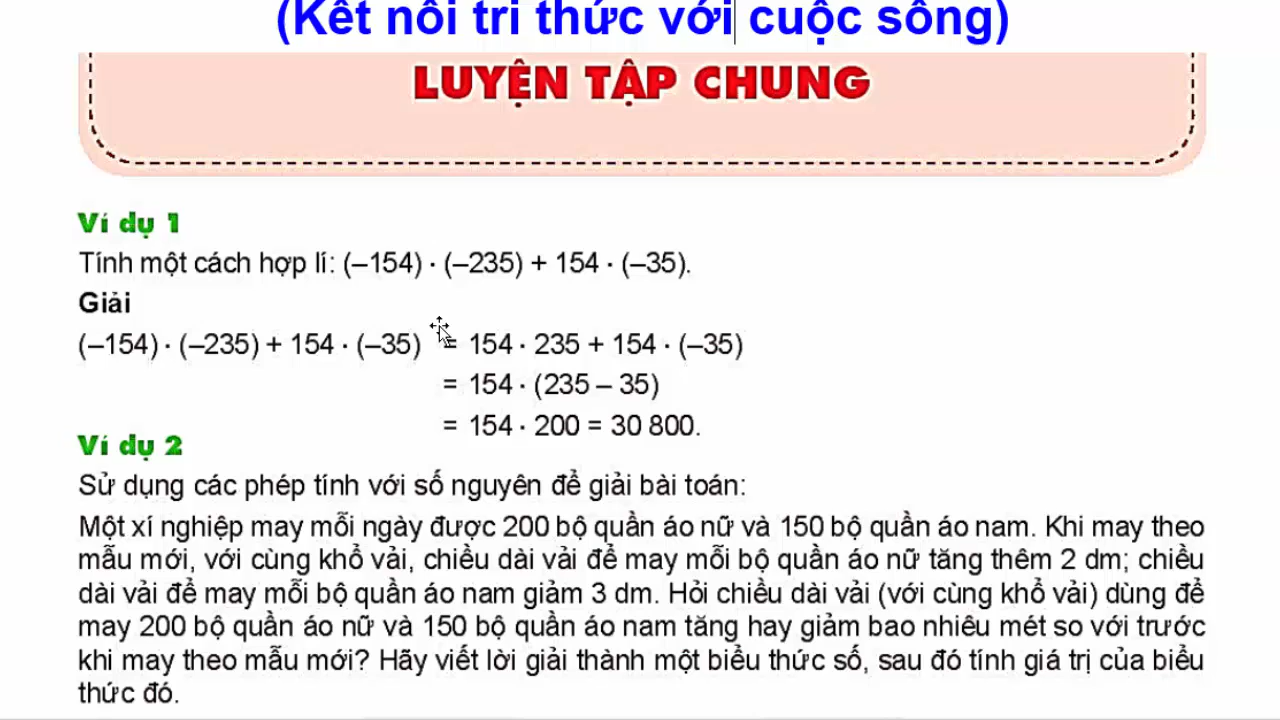 (Kết nối tri thức với cuộc sống)
LUYỆN TẬP CHUNG
Ví dụ 1
Tính một cách hợp lí: (–154) · (–235) + 154 · (–35).
Giải
(–154) · (–235) + 154 · (–35) = 154 · 235 + 154 · (–35)
= 154 · (235 – 35)
= 154 · 200 = 30 800.
Ví dụ 2
Sử dụng các phép tính với số nguyên để giải bài toán:
Một xí nghiệp may mỗi ngày được 200 bộ quần áo nữ và 150 bộ quần áo nam. Khi may theo
mẫu mới, với cùng khổ vải, chiều dài vải để may mỗi bộ quần áo nữ tăng thêm 2 dm; chiều
dài vải để may mỗi bộ quần áo nam giảm 3 dm. Hỏi chiều dài vải (với cùng khổ vải) dùng để
may 200 bộ quần áo nữ và 150 bộ quần áo nam tăng hay giảm bao nhiêu mét so với trước
khi may theo mẫu mới? Hãy viết lời giải thành một biểu thức số, sau đó tính giá trị của biểu
thức đó.